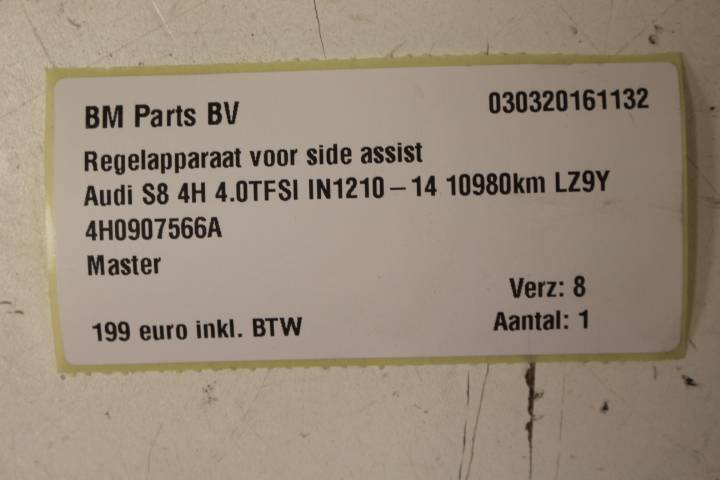 BM Parts BV 030320161132
Regelapparaat voor side assist
Audi S8 4H 4.0TFSI IN1210-14 10980km LZ9Y
4H0907566A
Master
Verz: 8
199 euro inkl. BTW Aantal: 1